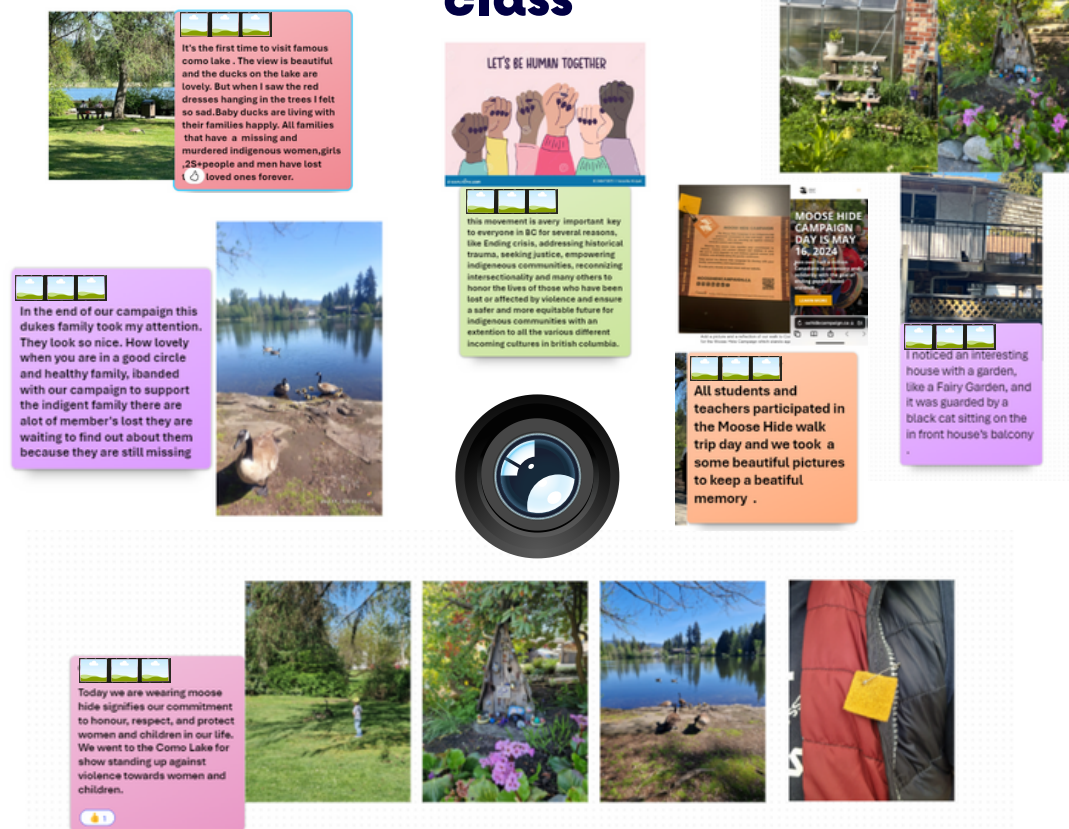 class
It's the first time to visit famous
como lake . The view is beautiful
and the ducks on the lake are
lovely. But when I saw the red
dresses hanging in the trees I felt
so sad.Baby ducks are living with
their families happily. All families
that have a missing and
murdered indigenous women,girls
,2S+people and men have lost
loved ones forever.
LET'S BE HUMAN TOGETHER
this movement is avery important key
to everyone in BC for several reasons,
like Ending crisis, addressing historical
trauma, seeking justice, empowering
indigeneous communities, reconnizing
intersectionality and many others to
honor the lives of those who have been
lost or affected by violence and ensure
a safer and more equitable future for
indigenous communities with an
extention to all the various different
incoming cultures in british columbia.
MOOSE HIDE
CAMPAIGN
DAY IS MAY
16, 2024
In the end of our campaign this
dukes family took my attention.
They look so nice. How lovely
when you are in a good circle
and healthy family, ibanded
with our campaign to support
the indigent family there are
alot of member's lost they are
waiting to find out about them
because they are still missing
All students and
teachers participated in
the Moose Hide walk
trip day and we took a
some beautiful pictures
to keep a beatiful
memory .
I noticed an interesting
house with a garden,
like a Fairy Garden, and
it was guarded by a
black cat sitting on the
in front house's balcony
.
Today we are wearing moose
hide signifies our commitment
to honour, respect, and protect
women and children in our life.
We went to the Como Lake for
show standing up against
violence towards women and
children.
1